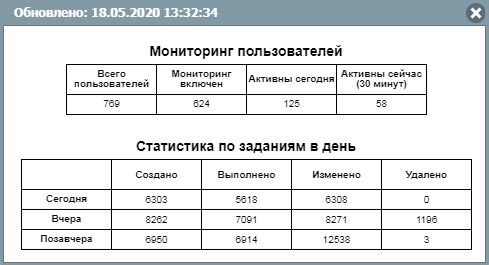 Обновлено: 18.05.2020 13:32:34
Мониторинг пользователей
Всего пользователей Мониторинг включен Активны сегодня Активны сейчас (30 минут)
769 624 125 58
Статистика по заданиям в день
Создано Выполнено Изменено Удалено
Сегодня 6303 5618 6308 0
Вчера 8262 7091 8271 1196
Позавчера 6950 6914 12538 3